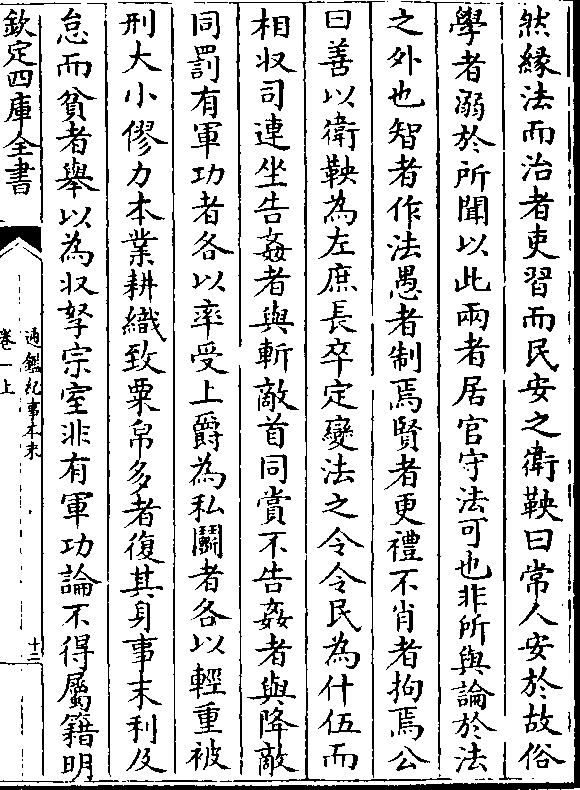 然緣法而治者吏習而民安之衛鞅曰常人安於故俗
學者溺於所聞以此兩者居官守法可也非所與論於法
之外也智者作法愚者制焉賢者更禮不肖者拘焉公
曰善以衛鞅為左庶長卒定變法之令令民為什伍而
相収司連坐告姦者與斬敵首同賞不告姦者與降敵
同罰有軍功者各以率受上爵為私鬭者各以輕重被
刑大小僇力本業耕織致粟帛多者復其身事末利及
怠而貧者舉以為収孥宗室非有軍功論不得屬籍明
欽定四庫全書
通鑑紀事本末
卷一上
十二